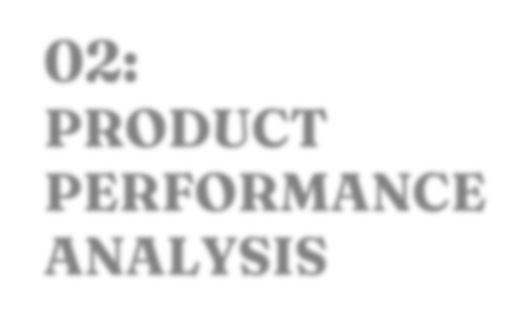 02:
PRODUCT
PERFORMANCE
ANALYSIS